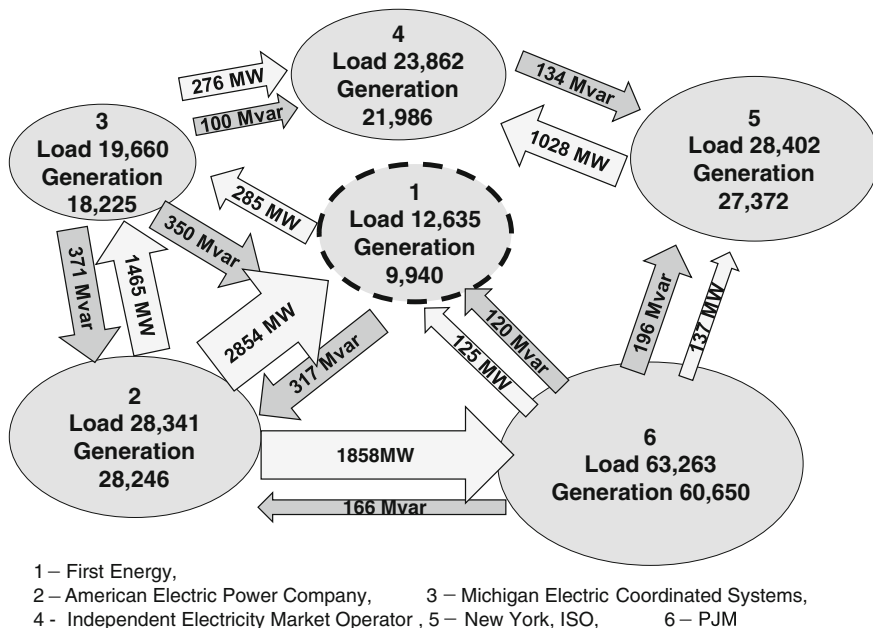 4
Load 23,862
Generation
21,986
276 MW
100 Mvar
134 Mvar
1028 MW
3
Load 19,660
Generation
18,225
5
Load 28,402
Generation
27,372
285 MW
1
Load 12,635
Generation
9,940
350 Mvar
371 Mvar
1465 MW
2854 MW
317 Mvar
120 Mvar
125 MW
196 Mvar
137 MW
2
Load 28,341
Generation
28,246
1858MW
166 Mvar
6
Load 63,263
Generation 60,650
1 – First Energy,
2 – American Electric Power Company, 3 – Michigan Electric Coordinated Systems,
4 - Independent Electricity Market Operator , 5 – New York, ISO, 6 – PJM